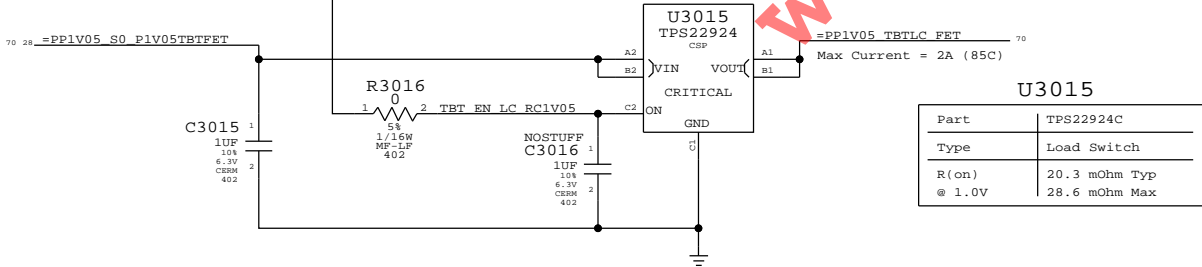 70 28 =PP1V05_S0_P1V05TBTFET
U3015
TPS22924
CSP
A2
B2
VIN
VOUT
A1
B1
CRITICAL
C2
ON
GND
C1
=PP1V05_TBTLC_FET 70
Max Current = 2A (85C)
R3016
0
1
2
TBT_EN_LC_RC1V05
5%
1/16W
MF-LF
402
C3015
1
1UF
10%
6.3V
CERM
402
2
NOSTUFF
C3016
1
1UF
10%
6.3V
CERM
402
2
U3015
Part TPS22924C
Type Load Switch
R(on) 20.3 mOhm Typ
@ 1.0V 28.6 mOhm Max
W